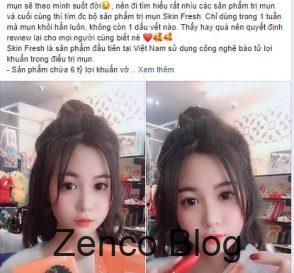 mụn sẽ theo mình suốt đời😢, nên đi tìm hiểu rất nhìu các sản phẩm trị mụn
và cuối cùng thì tìm đc bộ sản phẩm trị mụn Skin Fresh. Chỉ dùng trong 1 tuần
mà mụn khỏi hẳn luôn, không còn 1 dấu vết nào. Thấy hay quá nên quyết định
rewiew lại cho mọi người cùng biết nè ❤️🥰🥰
Skin Fresh là sản phẩm đầu tiên tại Việt Nam sử dụng công nghệ bào tử lợi
khuẩn trong điều trị mụn.
- Sản phẩm chứa 6 tỷ lợi khuẩn vớ... Xem thêm
Zenco Blog